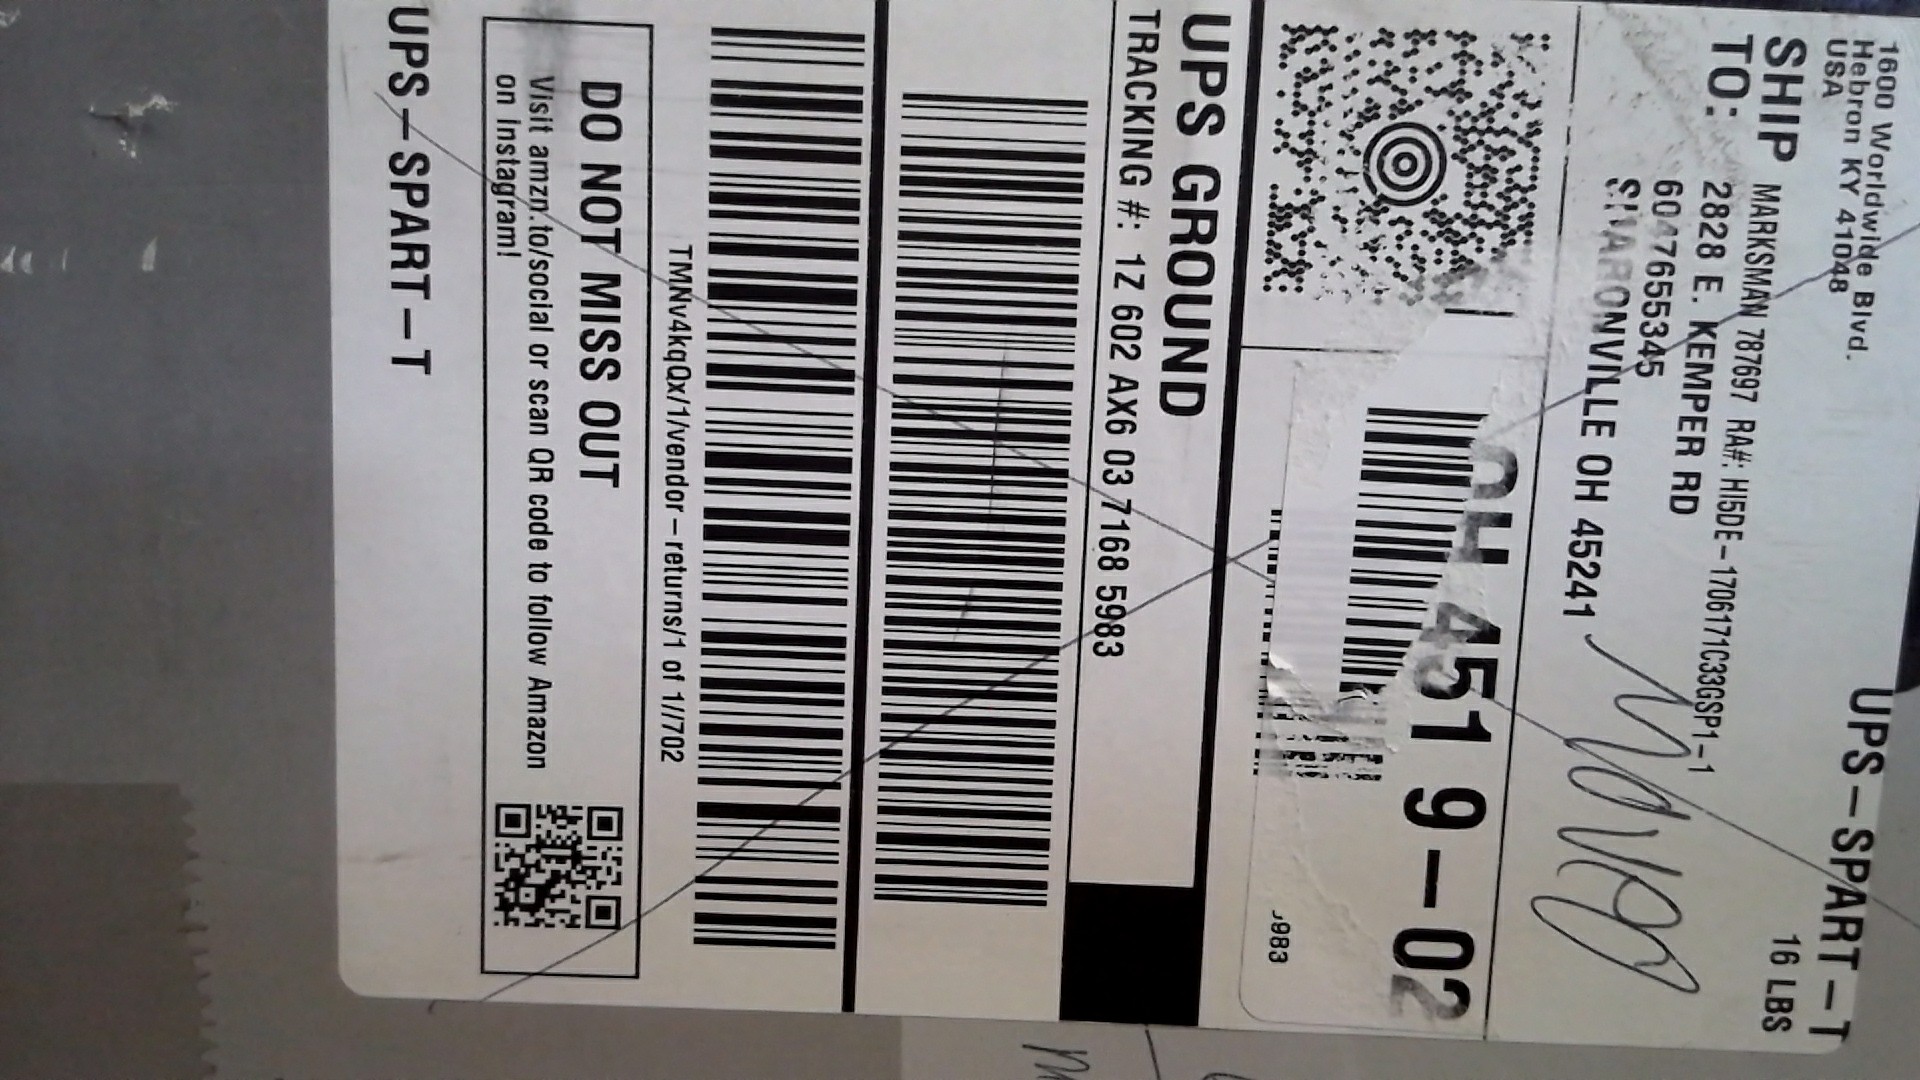 1600 Worldwide Blvd.
Hebron KY 41048
USA
UPS-SPART-T
16 LBS
SHIP
TO:
MARKSMAN 787697 RA#: HI5DE-1706171C33GSP1-1
2828 E. KEMPER RD
6047655345
SHARONVILLE OH 45241
OH 451 9-02
5983
UPS GROUND
TRACKING #: 1Z 602 AX6 03 7168 5983
TMNv4kqQx/1/vendor-returns/1 of 1//702
DO NOT MISS OUT
Visit amzn.to/social or scan QR code to follow Amazon
on Instagram!
UPS-SPART-T